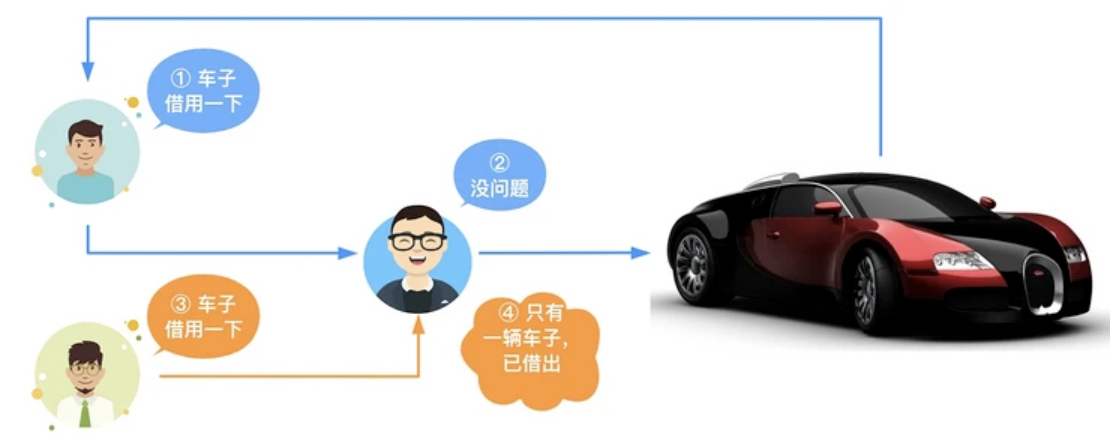 ① 车子
借用一下
②
没问题
③ 车子
借用一下
④ 只有
一辆车子，
已借出